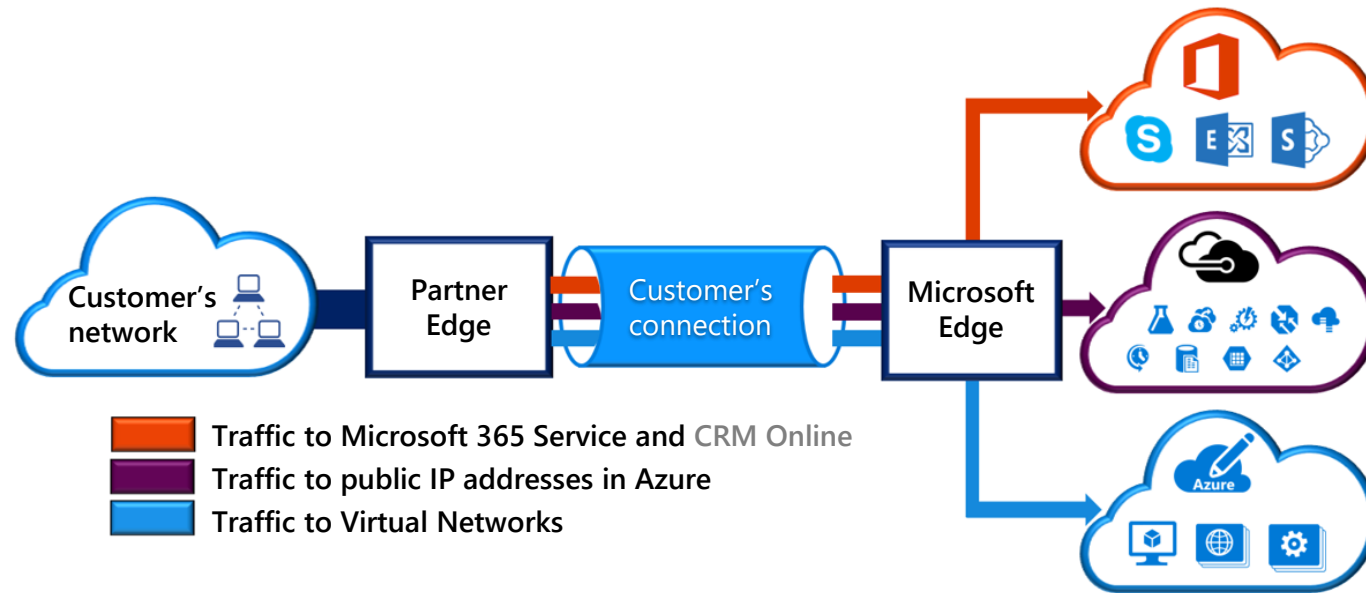 Customer’s
network
Partner
Edge
Customer’s
connection
Microsoft
Edge
S
E
S
Azure
Traffic to Microsoft 365 Service and CRM Online
Traffic to public IP addresses in Azure
Traffic to Virtual Networks